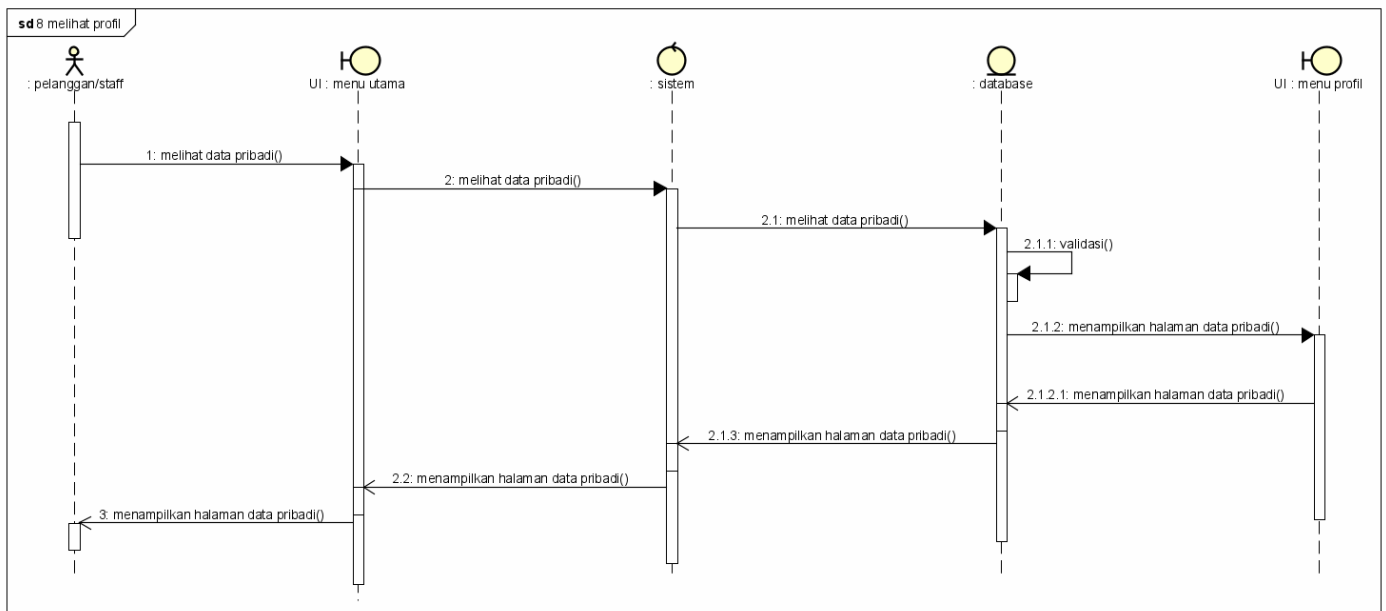 sd 8 melihat profil
: pelanggan/staff
UI : menu utama
: sistem
: database
UI : menu profil
1: melihat data pribadi()
2: melihat data pribadi()
2.1: melihat data pribadi()
2.1.1: validasi()
2.1.2: menampilkan halaman data pribadi()
2.1.2.1: menampilkan halaman data pribadi()
2.1.3: menampilkan halaman data pribadi()
2.2: menampilkan halaman data pribadi()
3: menampilkan halaman data pribadi()